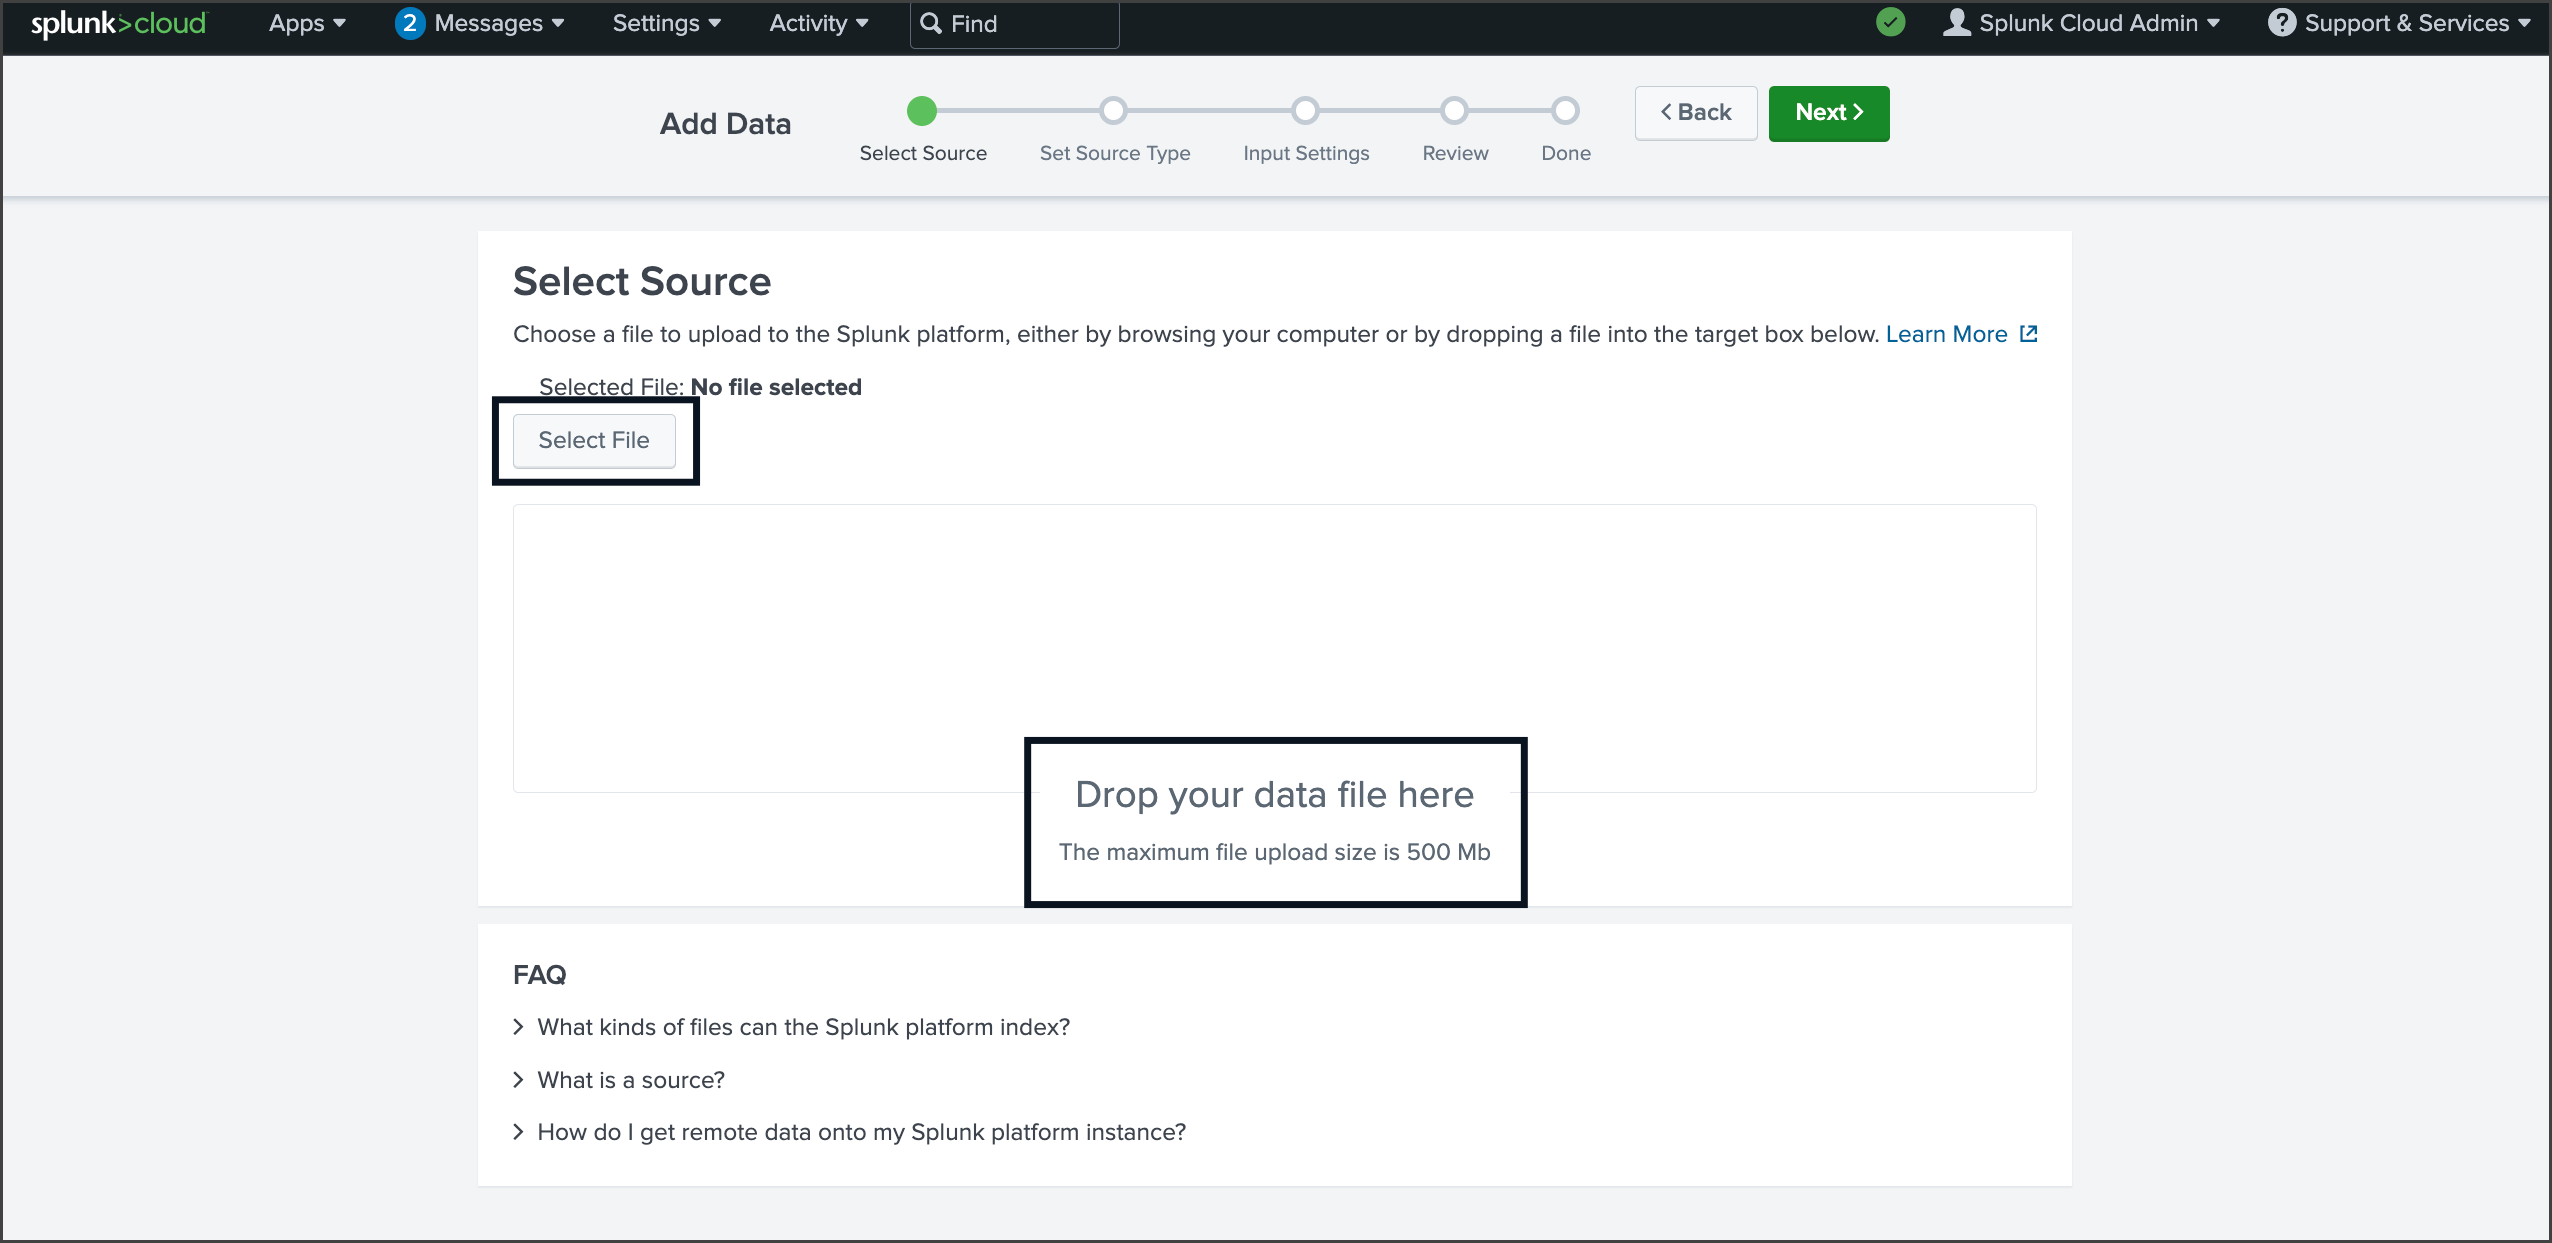 splunk>cloud Apps 2 Messages Settings Activity Find Splunk Cloud Admin ? Support & Services
Add Data
Select Source Set Source Type Input Settings Review Done
< Back Next >
Select Source
Choose a file to upload to the Splunk platform, either by browsing your computer or by dropping a file into the target box below. Learn More
Selected File: No file selected
Select File
Drop your data file here
The maximum file upload size is 500 Mb
FAQ
> What kinds of files can the Splunk platform index?
> What is a source?
> How do I get remote data onto my Splunk platform instance?